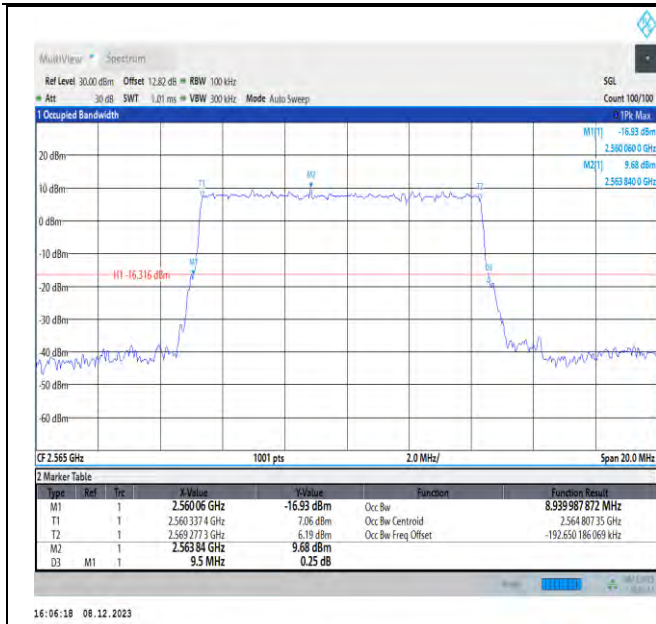 MultiView Spectrum
Ref Level 30.00 dBm Offset 12.82 dB RBW 100 kHz SGL
Att 30 dB SWT 1.01 ms VBW 300 kHz Mode Auto Sweep Count 100/100
1 Occupied Bandwidth 1Pk Max
M1[1] -16.93 dBm
2.560 060 0 GHz
M2[1] 9.68 dBm
2.563 840 0 GHz
20 dBm
M2
T1 T2
10 dBm
0 dBm
-10 dBm
M1 D3
H1 -16.316 dBm
-20 dBm
-30 dBm
-40 dBm
-50 dBm
-60 dBm
CF 2.565 GHz 1001 pts 2.0 MHz/ Span 20.0 MHz
2 Marker Table
Type Ref Trc X-Value Y-Value Function Function Result
M1 1 2.560 06 GHz -16.93 dBm Occ Bw 8.939 987 872 MHz
T1 1 2.560 337 4 GHz 7.06 dBm Occ Bw Centroid 2.564 807 35 GHz
T2 1 2.569 277 3 GHz 6.19 dBm Occ Bw Freq Offset -192.650 186 069 kHz
M2 1 2.563 84 GHz 9.68 dBm
D3 M1 1 9.5 MHz 0.25 dB
16:06:18 08.12.2023